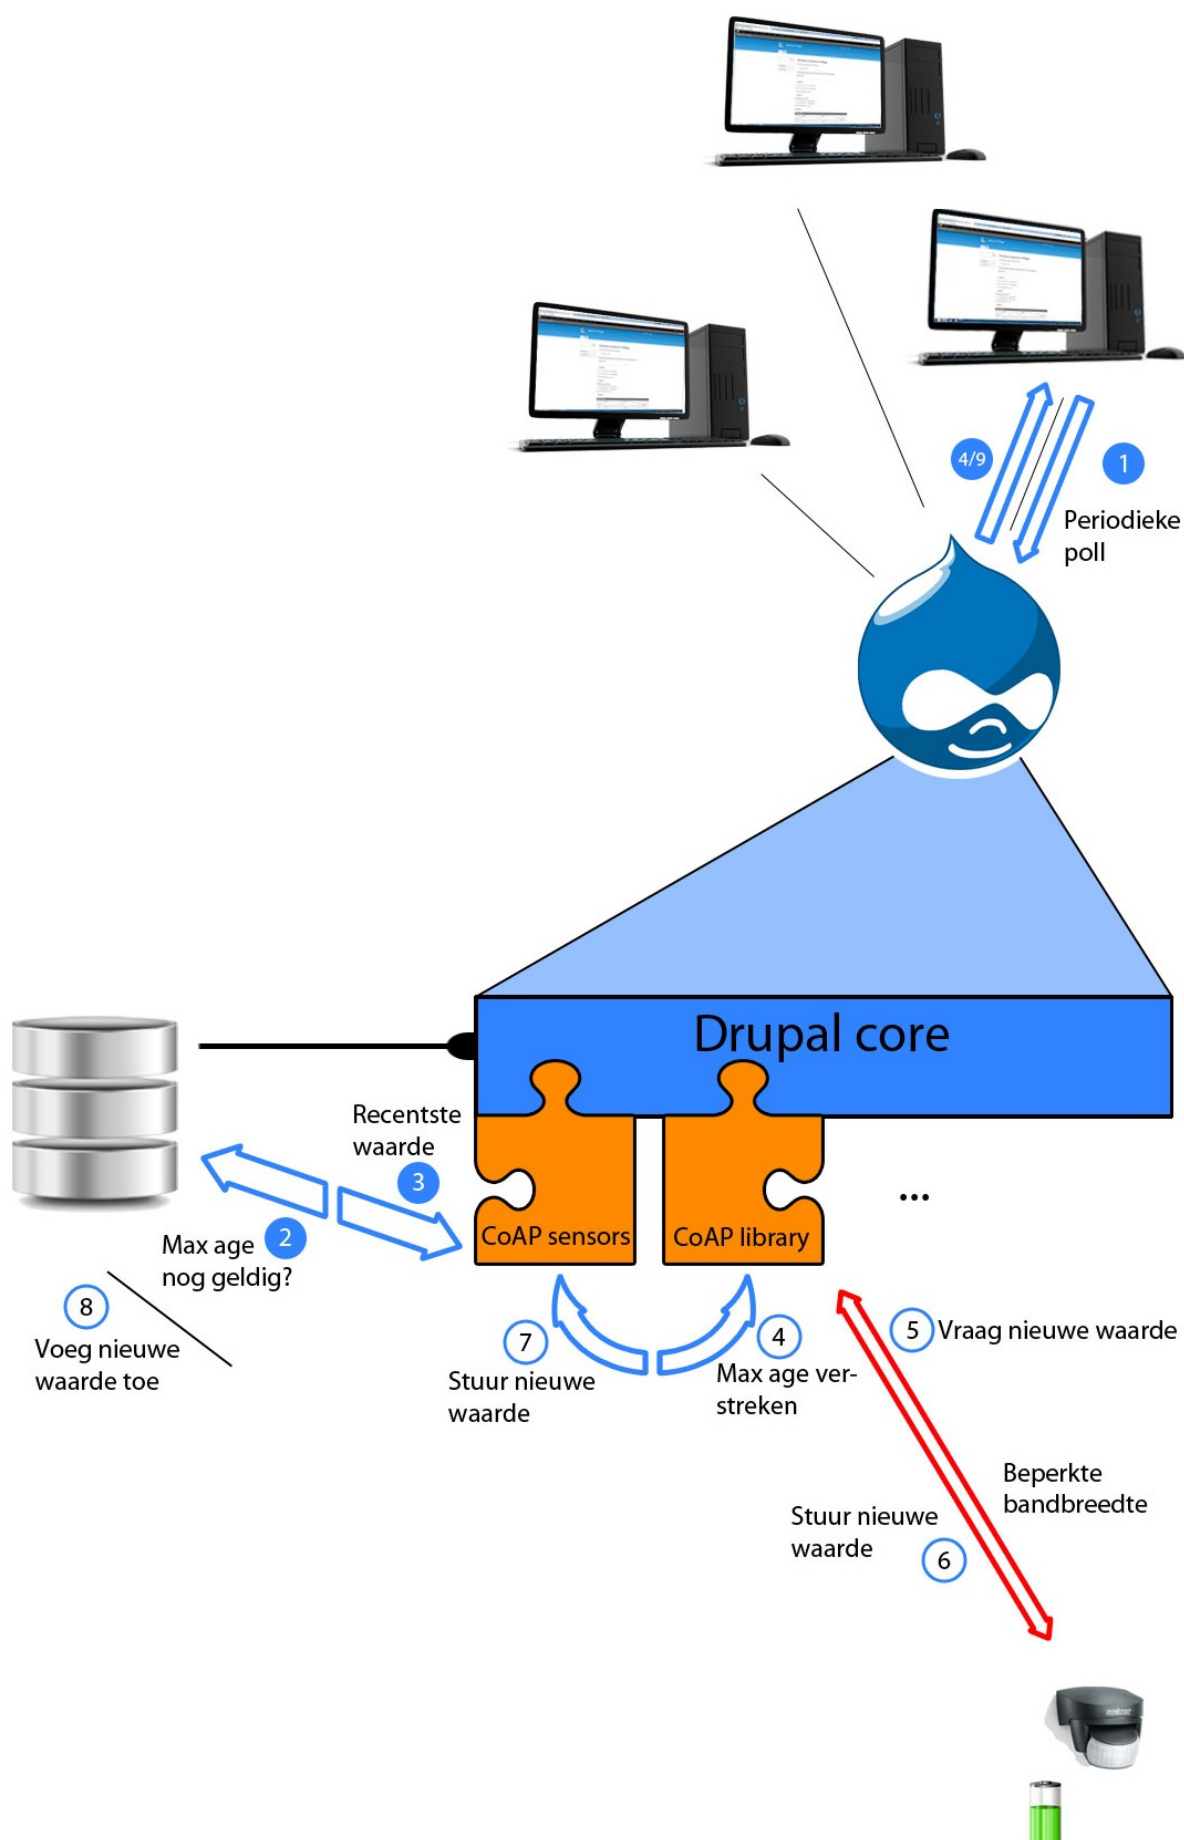 4/9
1
Periodieke
poll
Drupal core
Recentste
waarde
3
CoAP sensors
CoAP library
...
Max age
2
nog geldig?
8
Voeg nieuwe
waarde toe
7
Stuur nieuwe
waarde
4
Max age ver-
streken
5
Vraag nieuwe waarde
Beperkte
bandbreedte
Stuur nieuwe
waarde
6